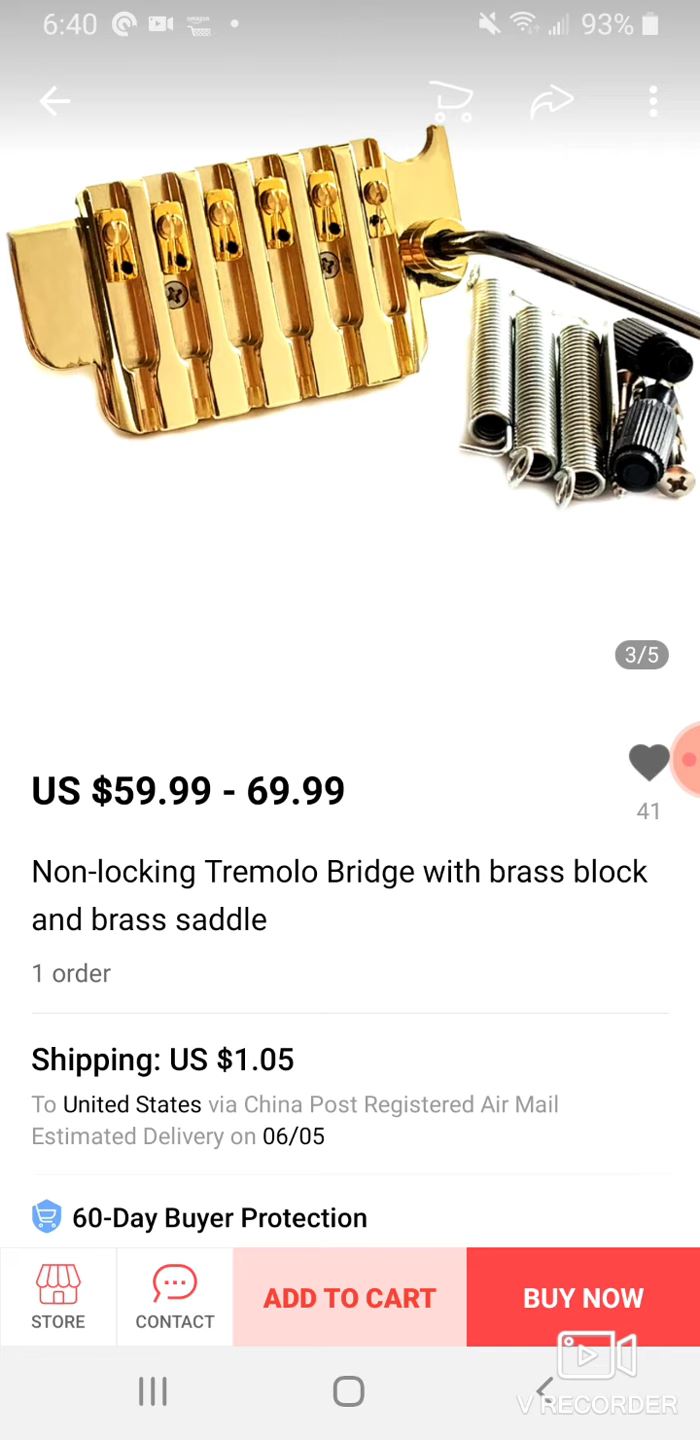 6:40
amazon
93%
3/5
US $59.99 - 69.99
41
Non-locking Tremolo Bridge with brass block
and brass saddle
1 order
Shipping: US $1.05
To United States via China Post Registered Air Mail
Estimated Delivery on 06/05
60-Day Buyer Protection
STORE
CONTACT
ADD TO CART
BUY NOW
V RECORDER